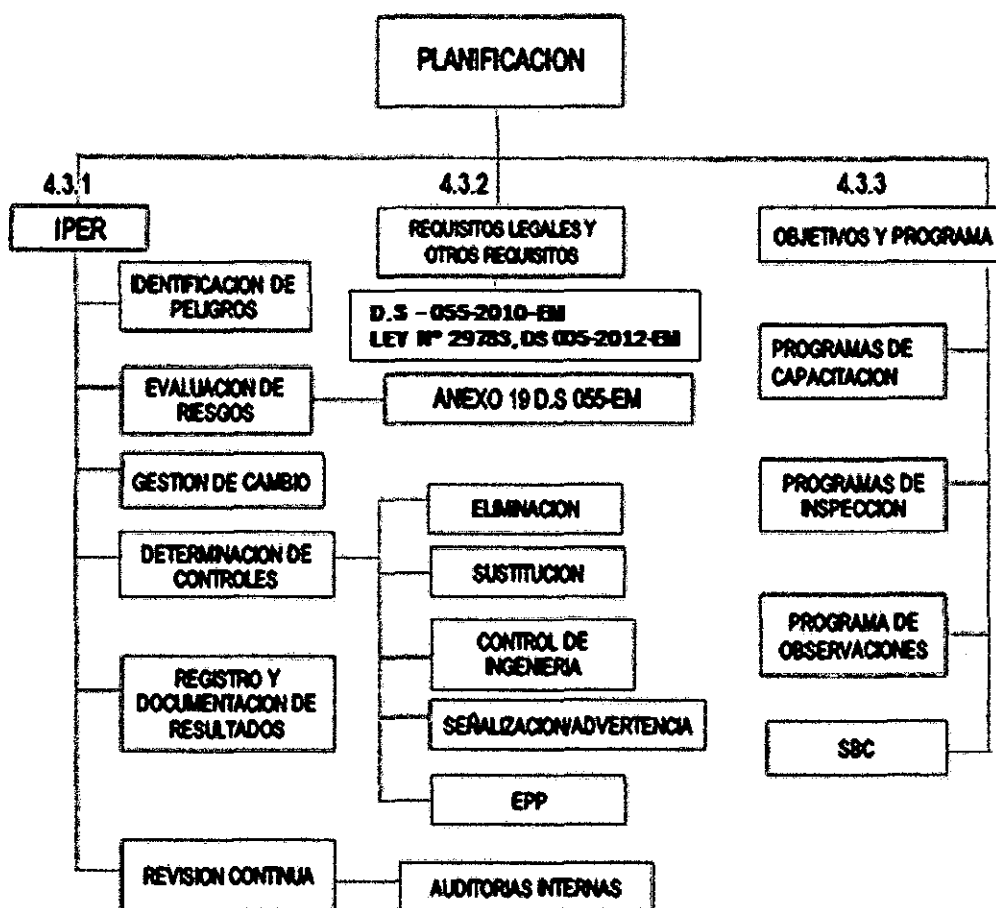 PLANIFICACION
4.3.1
IPER
4.3.2
REQUISITOS LEGALES Y
OTROS REQUISITOS
4.3.3
OBJETIVOS Y PROGRAMA
IDENTIFICACION DE
PELIGROS
D.S - 055-2010-EM
LEY Nº 29783, DS 005-2012-EM
PROGRAMAS DE
CAPACITACION
EVALUACION DE
RIESGOS
ANEXO 19 D.S 055-EM
GESTION DE CAMBIO
DETERMINACION DE
CONTROLES
ELIMINACION
SUSTITUCION
CONTROL DE
INGENIERIA
SEÑALIZACION/ADVERTENCIA
EPP
PROGRAMAS DE
INSPECCION
REGISTRO Y
DOCUMENTACION DE
RESULTADOS
PROGRAMA DE
OBSERVACIONES
SBC
REVISION CONTINUA
AUDITORIAS INTERNAS